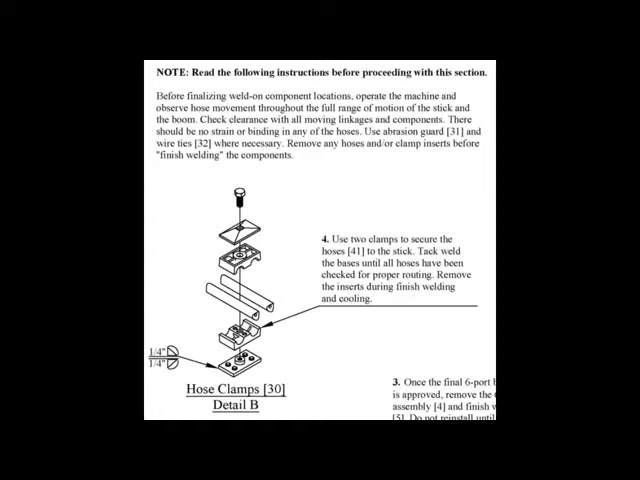 NOTE: Read the following instructions before proceeding with this section.
Before finalizing weld-on component locations, operate the machine and
observe hose movement throughout the full range of motion of the stick and
the boom. Check clearance with all moving linkages and components. There
should be no strain or binding in any of the hoses. Use abrasion guard [31] and
wire ties [32] where necessary. Remove any hoses and/or clamp inserts before
"finish welding" the components.
4. Use two clamps to secure the
hoses [41] to the stick. Tack weld
the bases until all hoses have been
checked for proper routing. Remove
the inserts during finish welding
and cooling.
1/4"
1/4"
Hose Clamps [30]
Detail B
3. Once the final 6-port
is approved, remove the
assembly [4] and finish
[5]. Do not reinstall until